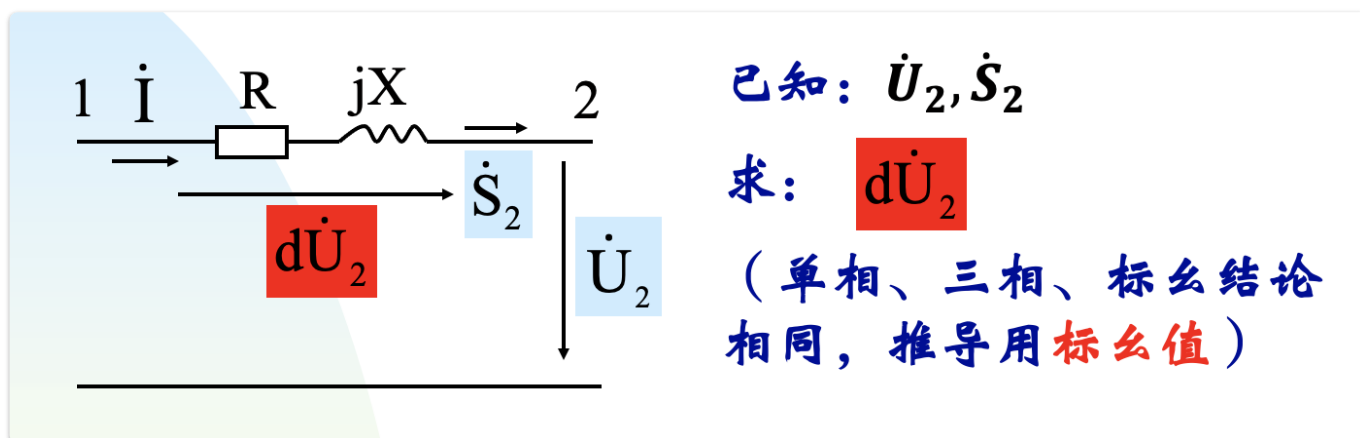 1 İ R jX 2
Ṡ₂
dU̇₂
U̇₂
已知：U̇₂,Ṡ₂
求： dU̇₂
（单相、三相、标幺结论
相同，推导用标幺值）